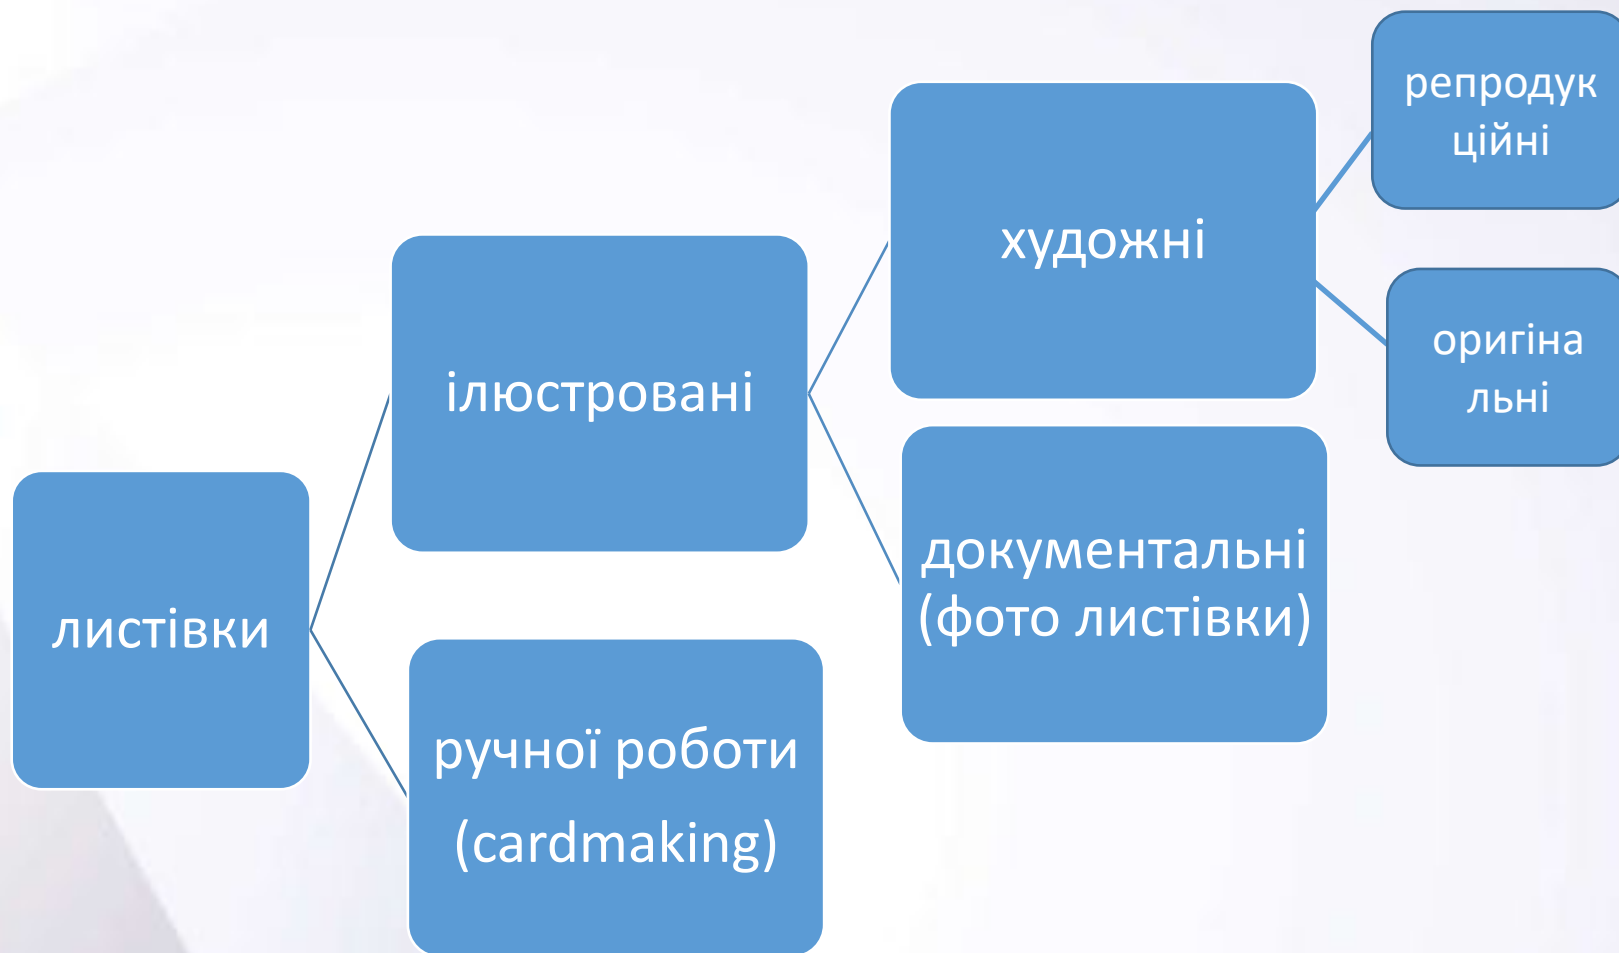 листівки
ілюстровані
ручної роботи
(cardmaking)
художні
документальні
(фото листівки)
репродук
ційні
оригіна
льні